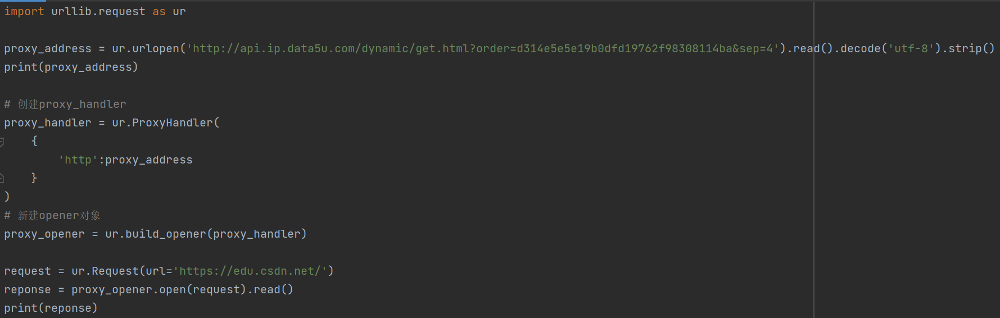 import urllib.request as ur
proxy_address = ur.urlopen('http://api.ip.data5u.com/dynamic/get.html?order=d314e5e5e19b0dfd19762f98308114ba&sep=4').read().decode('utf-8').strip()
print(proxy_address)
# 创建proxy_handler
proxy_handler = ur.ProxyHandler(
    {
        'http':proxy_address
    }
)
# 新建opener对象
proxy_opener = ur.build_opener(proxy_handler)
request = ur.Request(url='https://edu.csdn.net/')
reponse = proxy_opener.open(request).read()
print(reponse)